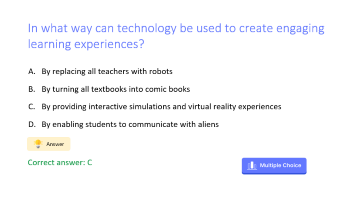 In what way can technology be used to create engaging
learning experiences?
A. By replacing all teachers with robots
B. By turning all textbooks into comic books
C. By providing interactive simulations and virtual reality experiences
D. By enabling students to communicate with aliens
Answer
Correct answer: C
Multiple Choice